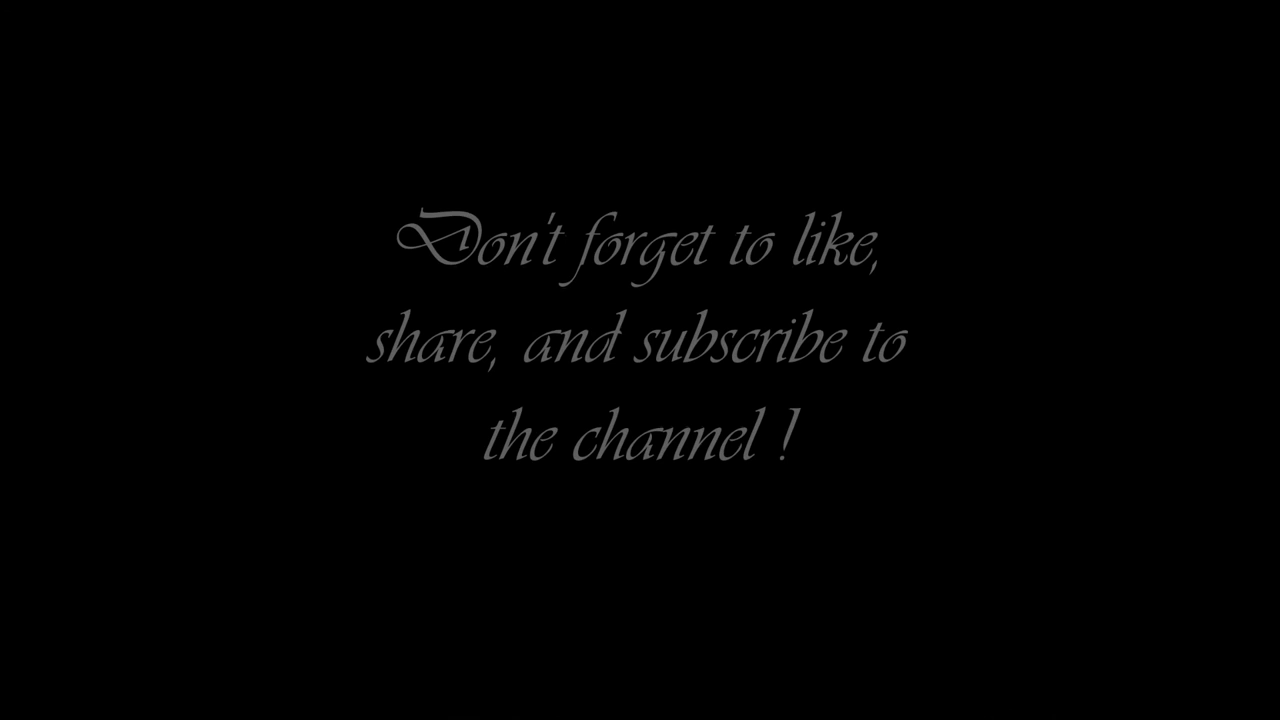 Don't forget to like,
share, and subscribe to
the channel !